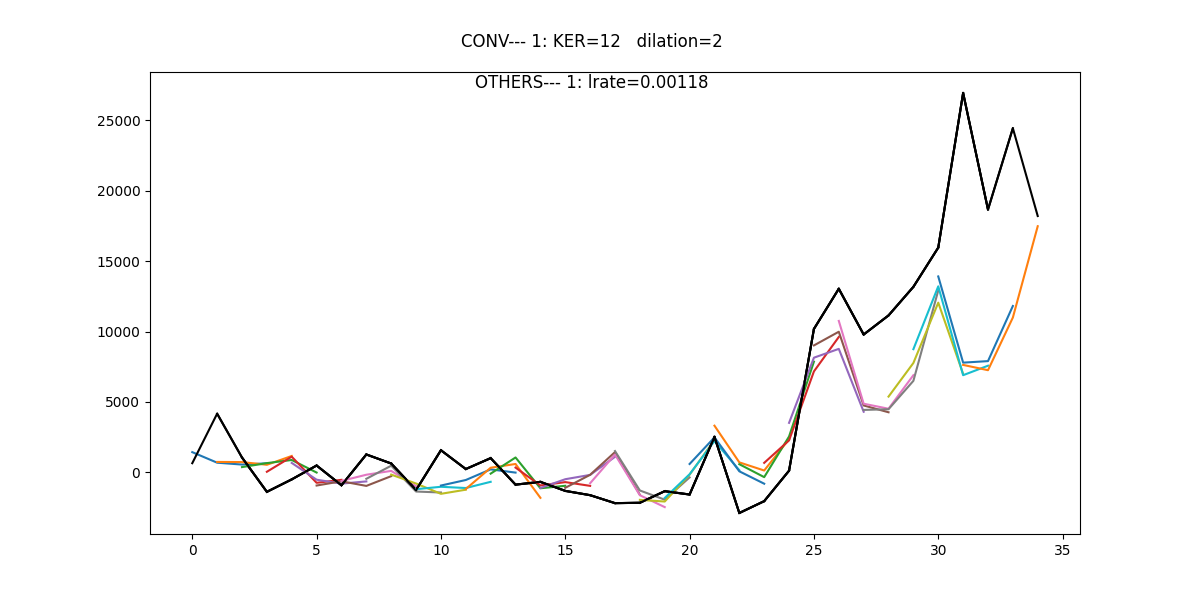 CONV--- 1: KER=12   dilation=2
OTHERS--- 1: lrate=0.00118
25000
20000
15000
10000
5000
0
0 5 10 15 20 25 30 35